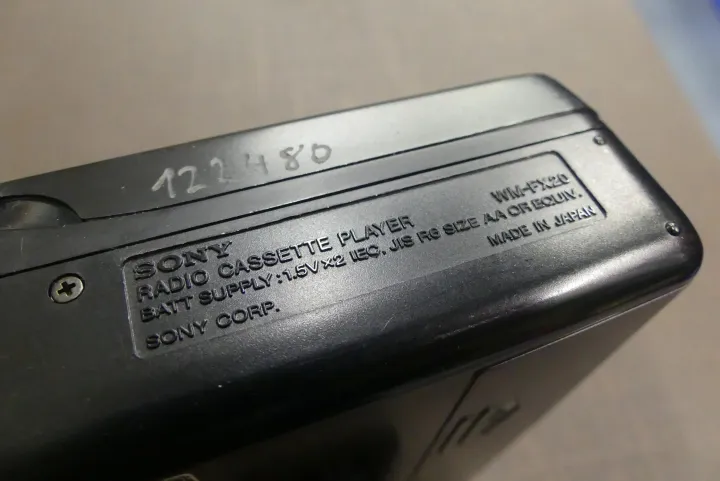 122480
SONY
RADIO CASSETTE PLAYER WM-FX20
BATT SUPPLY : 1.5V×2 IEC, JIS R6 SIZE AA OR EQUIV.
SONY CORP. MADE IN JAPAN